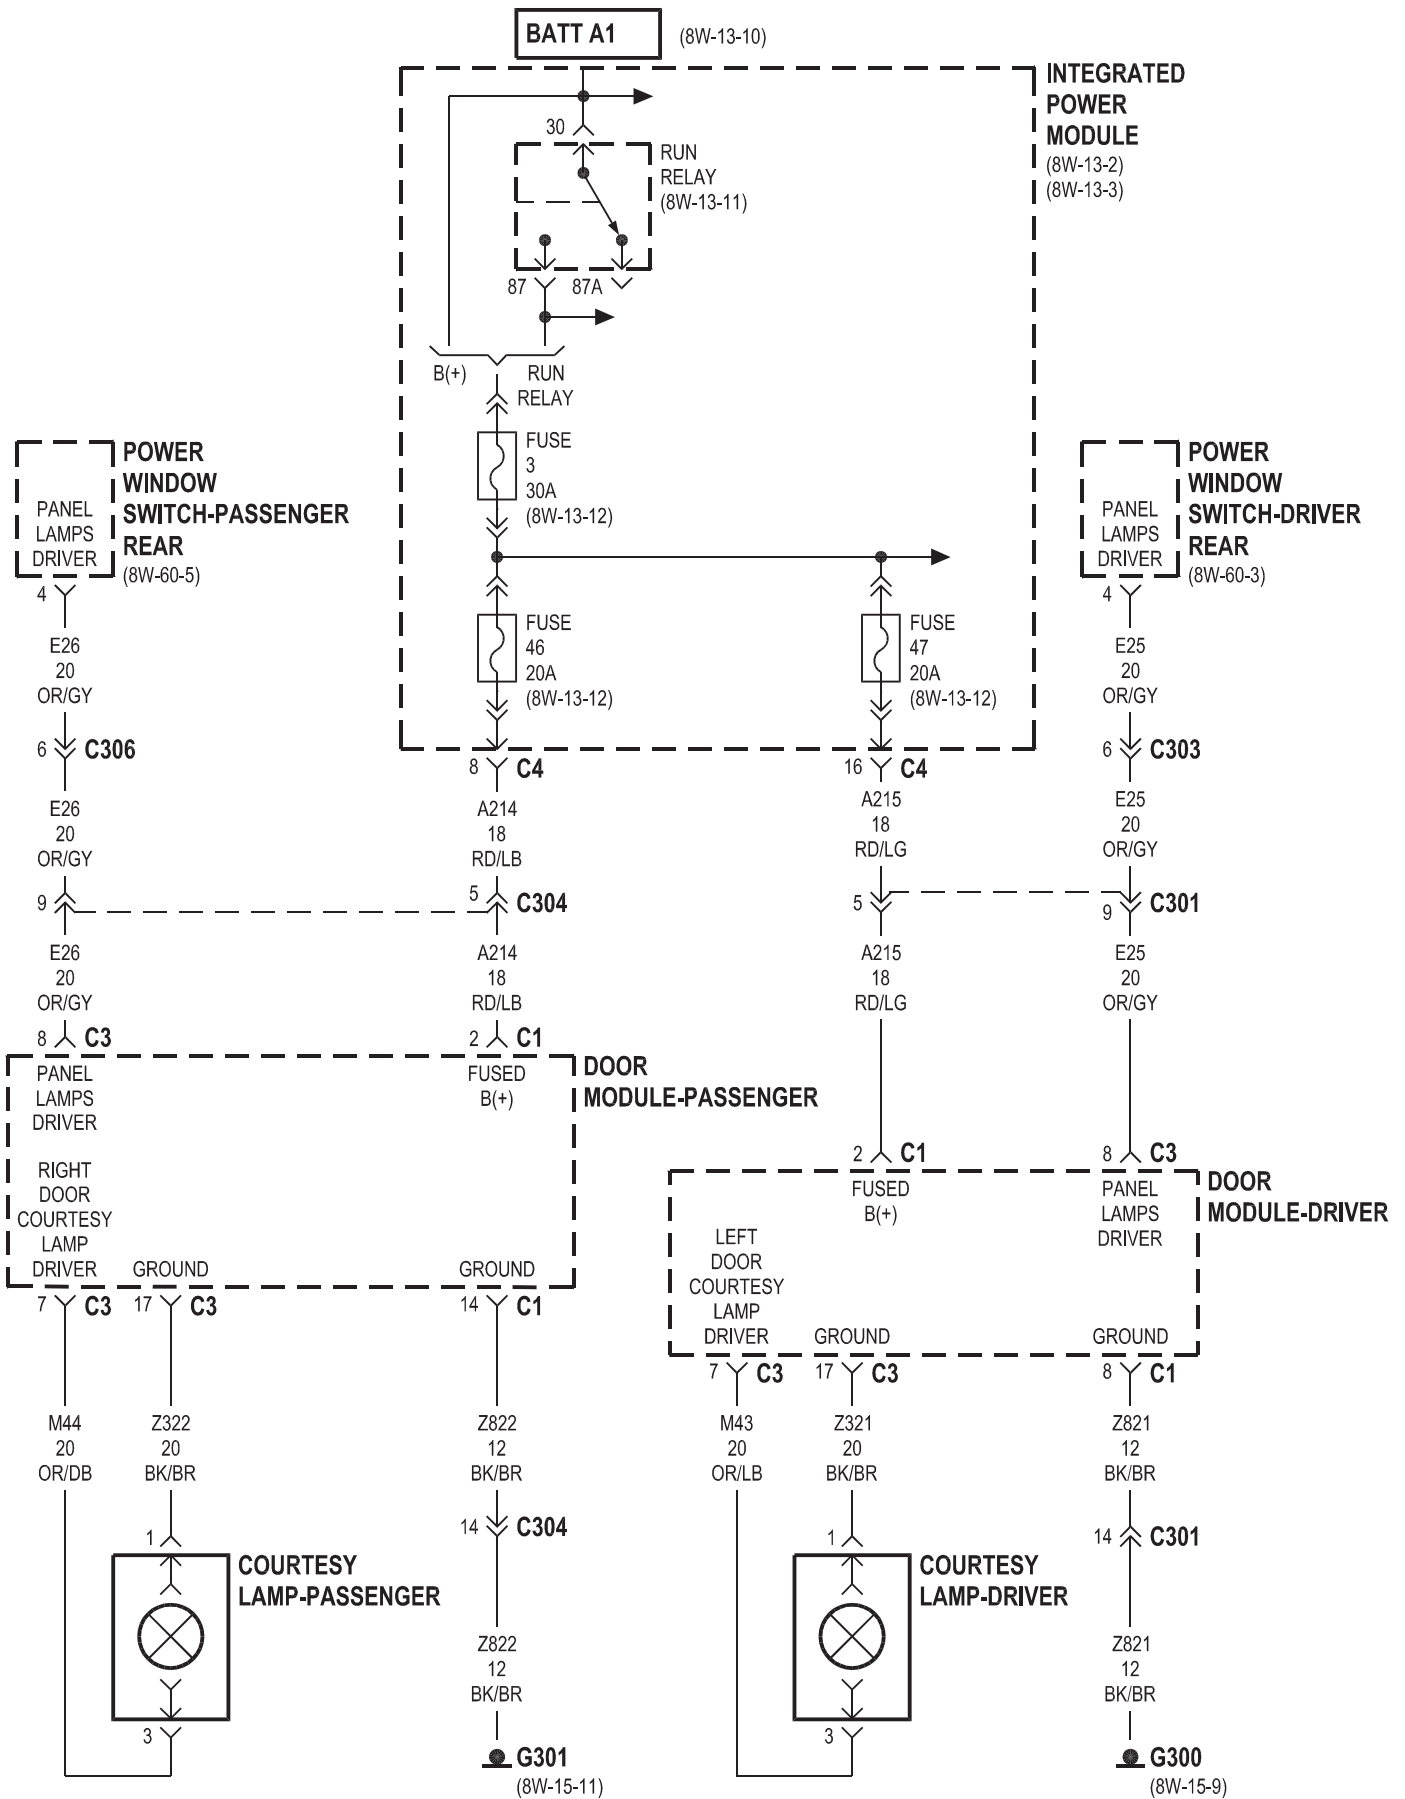 BATT A1
(8W-13-10)
INTEGRATED
POWER
MODULE
(8W-13-2)
(8W-13-3)
30
RUN
RELAY
(8W-13-11)
87
87A
B(+)
RUN
RELAY
FUSE
3
30A
(8W-13-12)
FUSE
46
20A
(8W-13-12)
FUSE
47
20A
(8W-13-12)
POWER
WINDOW
SWITCH-PASSENGER
REAR
(8W-60-5)
PANEL
LAMPS
DRIVER
4
E26
20
OR/GY
6
C306
E26
20
OR/GY
9
E26
20
OR/GY
8
C3
POWER
WINDOW
SWITCH-DRIVER
REAR
(8W-60-3)
PANEL
LAMPS
DRIVER
4
E25
20
OR/GY
6
C303
E25
20
OR/GY
9
C301
E25
20
OR/GY
8
C3
8
C4
A214
18
RD/LB
5
C304
A214
18
RD/LB
2
C1
16
C4
A215
18
RD/LG
5
A215
18
RD/LG
2
C1
DOOR
MODULE-PASSENGER
PANEL
LAMPS
DRIVER
FUSED
B(+)
RIGHT
DOOR
COURTESY
LAMP
DRIVER
GROUND
GROUND
7
C3
17
C3
14
C1
DOOR
MODULE-DRIVER
FUSED
B(+)
PANEL
LAMPS
DRIVER
LEFT
DOOR
COURTESY
LAMP
DRIVER
GROUND
GROUND
7
C3
17
C3
8
C1
M44
20
OR/DB
Z322
20
BK/BR
Z822
12
BK/BR
M43
20
OR/LB
Z321
20
BK/BR
Z821
12
BK/BR
1
COURTESY
LAMP-PASSENGER
3
14
C304
Z822
12
BK/BR
G301
(8W-15-11)
1
COURTESY
LAMP-DRIVER
3
14
C301
Z821
12
BK/BR
G300
(8W-15-9)